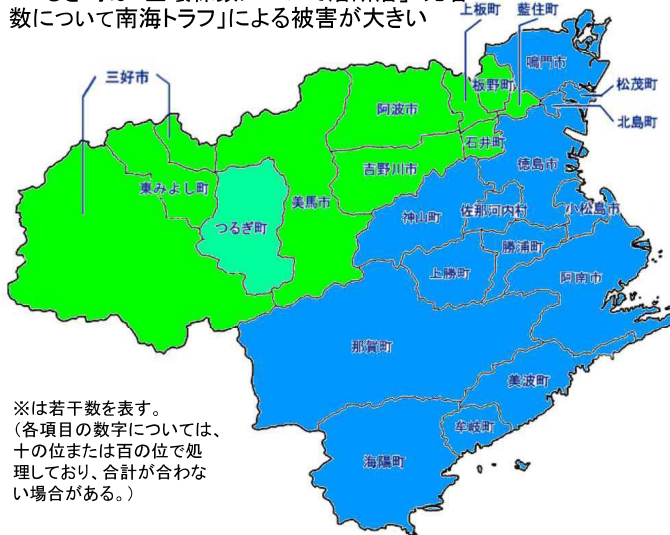 数について南海トラフ」による被害が大きい
上板町
藍住町
鳴門市
三好市
板野町
松茂町
阿波市
北島町
石井町
徳島市
吉野川市
東みよし町
美馬市
つるぎ町
神山町
佐那河内村
小松島市
勝浦町
上勝町
阿南市
那賀町
美波町
牟岐町
海陽町
※は若干数を表す。
(各項目の数字については、
十の位または百の位で処
理しており、合計が合わな
い場合がある。)